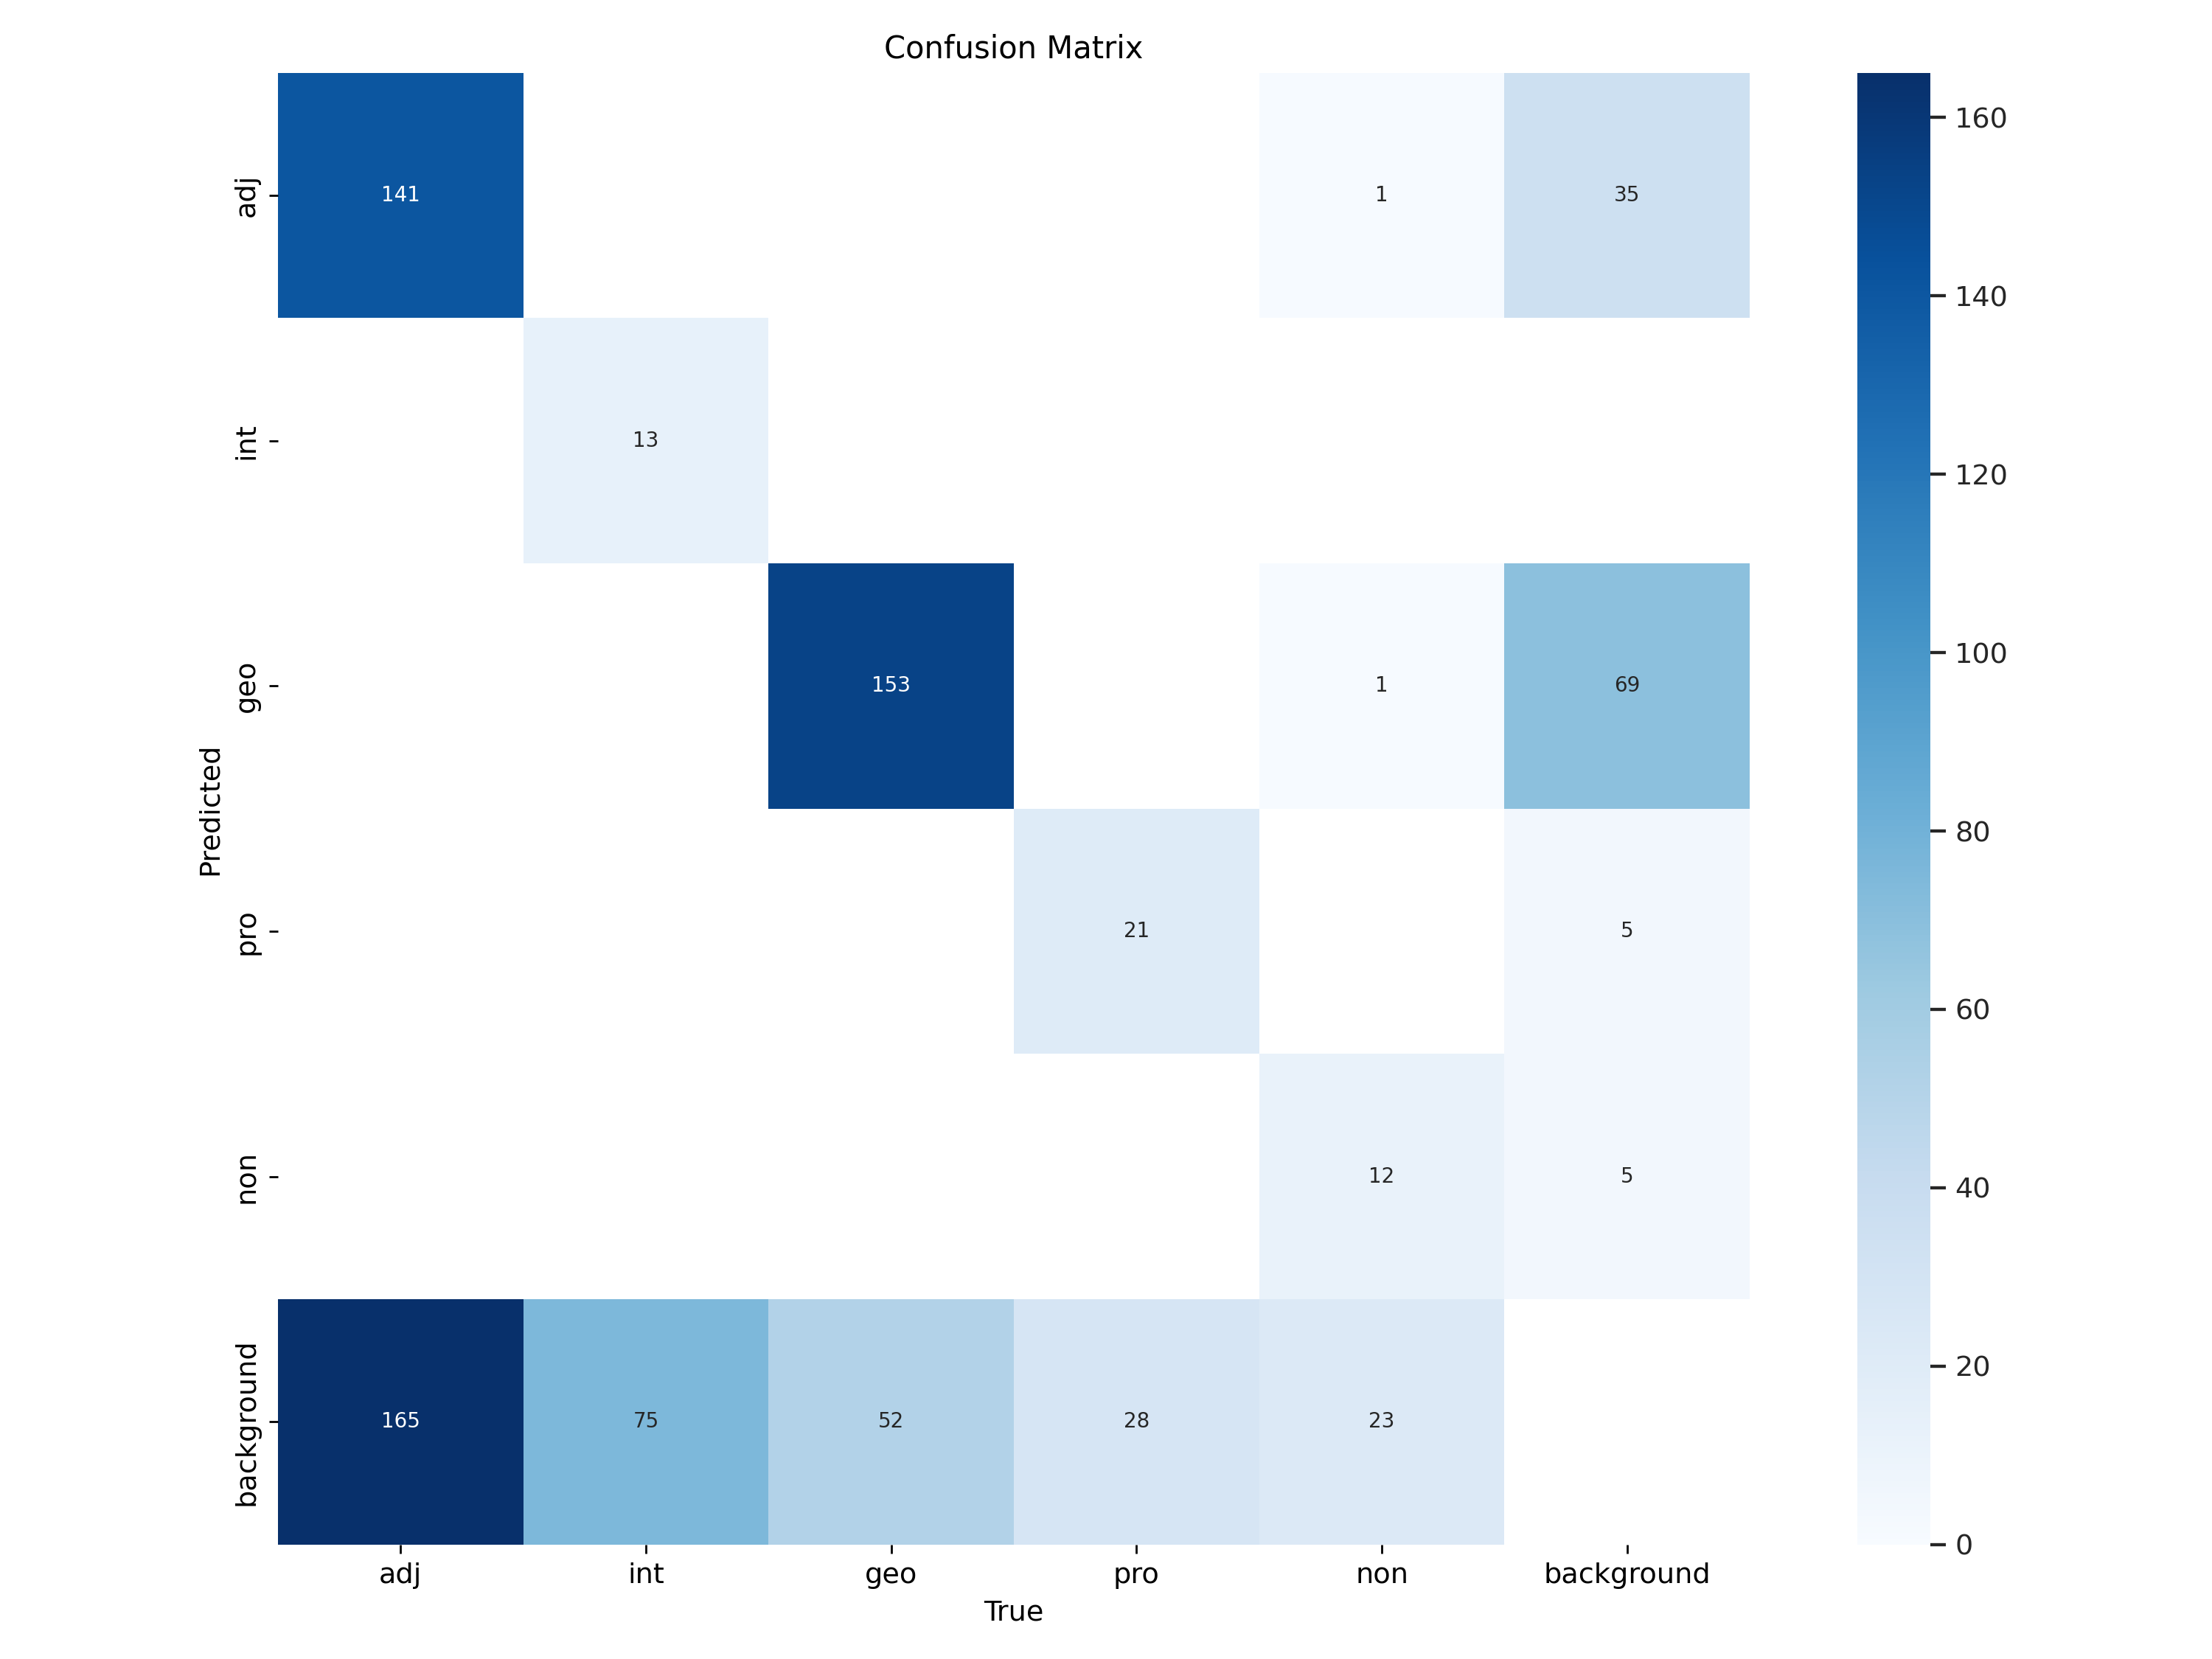 Confusion Matrix
adj 141 1 35 160
140
int 13 120
100
geo 153 1 69
Predicted
80
pro 21 5
60
non 12 5
40
background 165 75 52 28 23 20
0
adj int geo pro non background
True